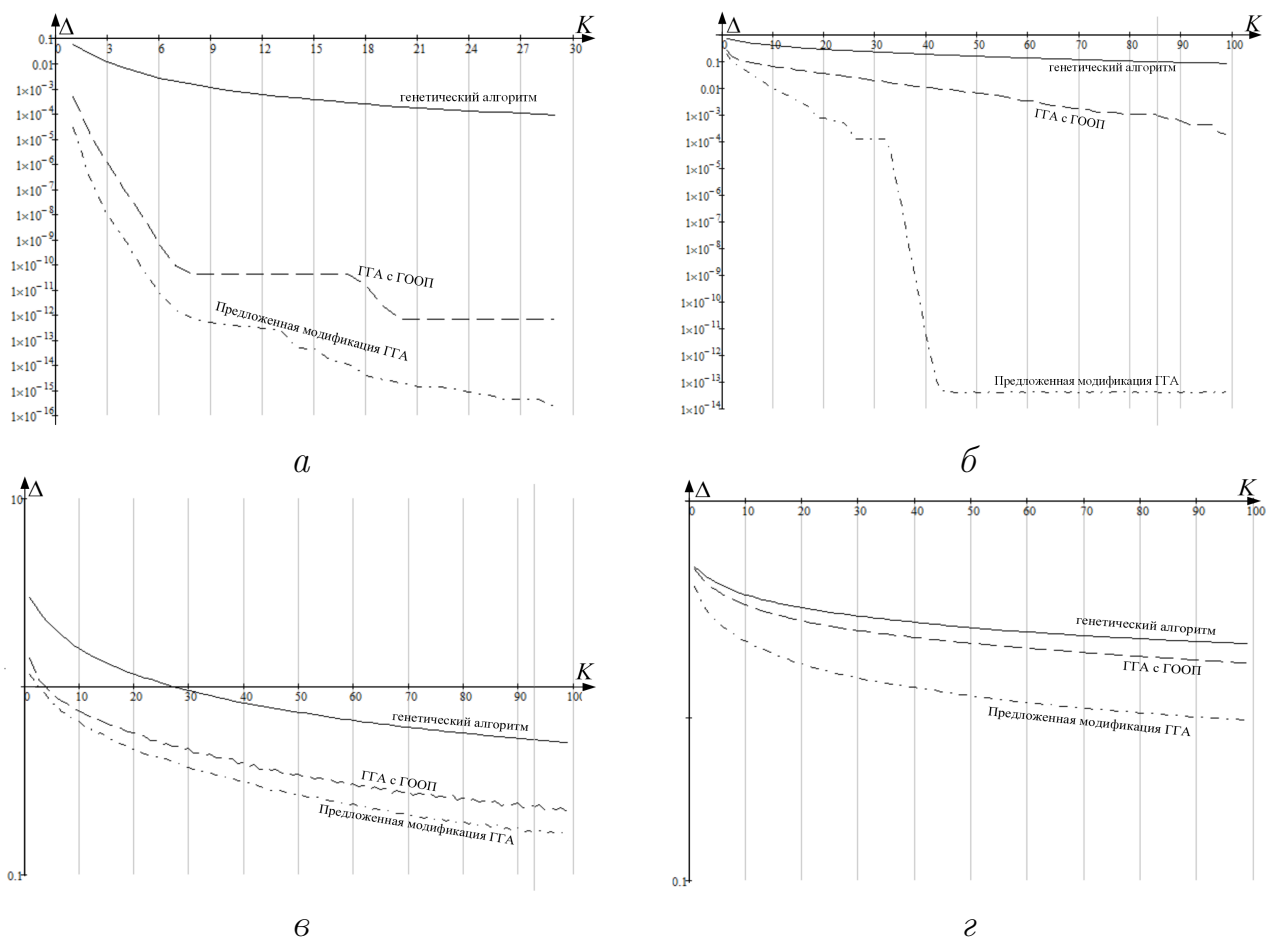 Δ K
0.1 0 3 6 9 12 15 18 21 24 27 30
0.01
1×10⁻³
генетический алгоритм
1×10⁻⁴
1×10⁻⁵
1×10⁻⁶
1×10⁻⁷
1×10⁻⁸
1×10⁻⁹
1×10⁻¹⁰
ГГА с ГООП
1×10⁻¹¹
1×10⁻¹²
Предложенная модификация ГГА
1×10⁻¹³
1×10⁻¹⁴
1×10⁻¹⁵
1×10⁻¹⁶
а
Δ K
0 10 20 30 40 50 60 70 80 90 100
генетический алгоритм
0.1
0.01
1×10⁻³
ГГА с ГООП
1×10⁻⁴
1×10⁻⁵
1×10⁻⁶
1×10⁻⁷
1×10⁻⁸
1×10⁻⁹
1×10⁻¹⁰
1×10⁻¹¹
1×10⁻¹²
1×10⁻¹³
Предложенная модификация ГГА
1×10⁻¹⁴
б
Δ
10
K
0 10 20 30 40 50 60 70 80 90 100
генетический алгоритм
ГГА с ГООП
Предложенная модификация ГГА
0.1
в
Δ K
0 10 20 30 40 50 60 70 80 90 100
генетический алгоритм
ГГА с ГООП
Предложенная модификация ГГА
0.1
г